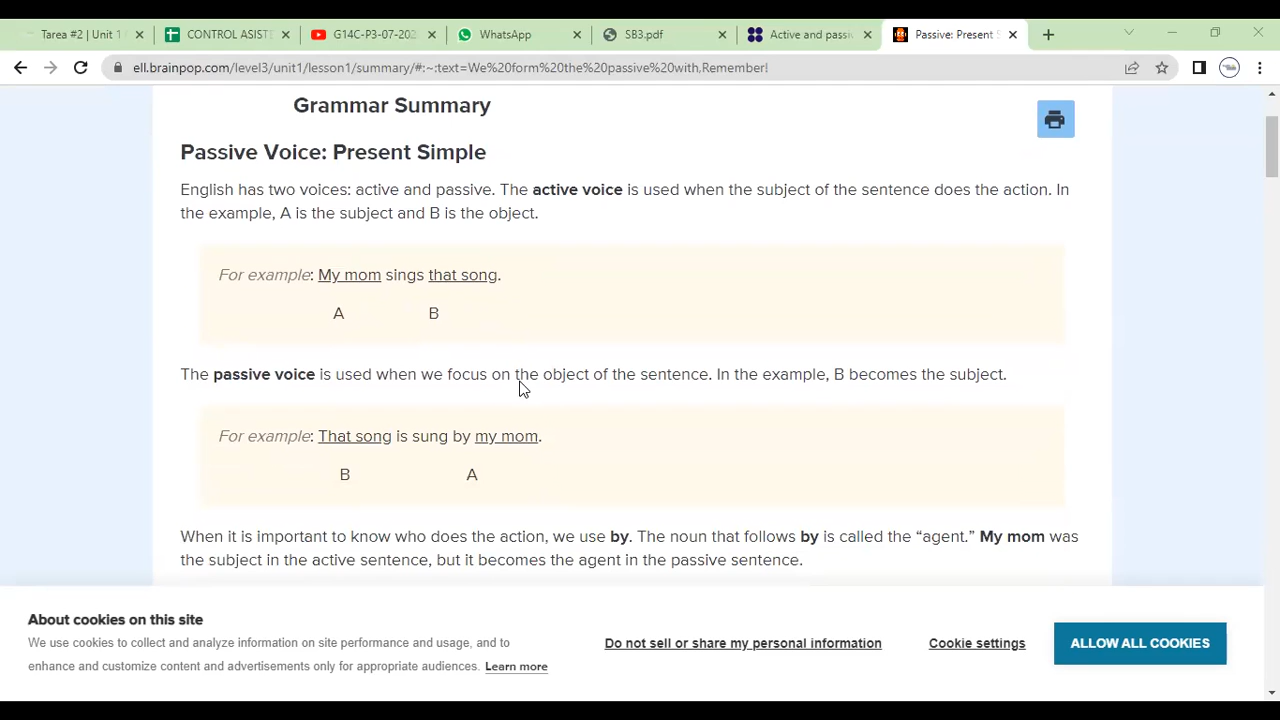 Tarea #2 | Unit 1
CONTROL ASISTE
G14C-P3-07-202
WhatsApp
SB3.pdf
Active and passiv
Passive: Present S
ell.brainpop.com/level3/unit1/lesson1/summary/#:~:text=We%20form%20the%20passive%20with,Remember!
Grammar Summary
Passive Voice: Present Simple
English has two voices: active and passive. The active voice is used when the subject of the sentence does the action. In
the example, A is the subject and B is the object.
For example: My mom sings that song.
A B
The passive voice is used when we focus on the object of the sentence. In the example, B becomes the subject.
For example: That song is sung by my mom.
B A
When it is important to know who does the action, we use by. The noun that follows by is called the “agent.” My mom was
the subject in the active sentence, but it becomes the agent in the passive sentence.
About cookies on this site
We use cookies to collect and analyze information on site performance and usage, and to
enhance and customize content and advertisements only for appropriate audiences. Learn more
Do not sell or share my personal information
Cookie settings
ALLOW ALL COOKIES